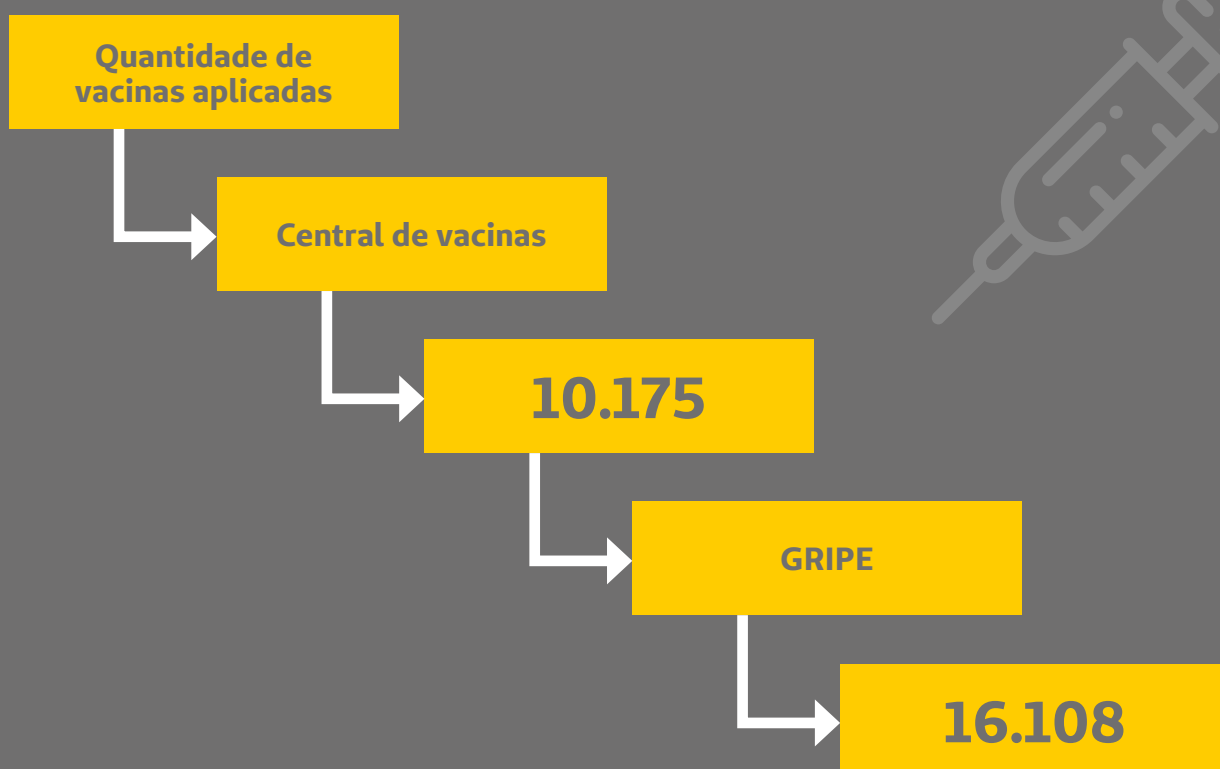 Quantidade de
vacinas aplicadas
Central de vacinas
10.175
GRIPE
16.108